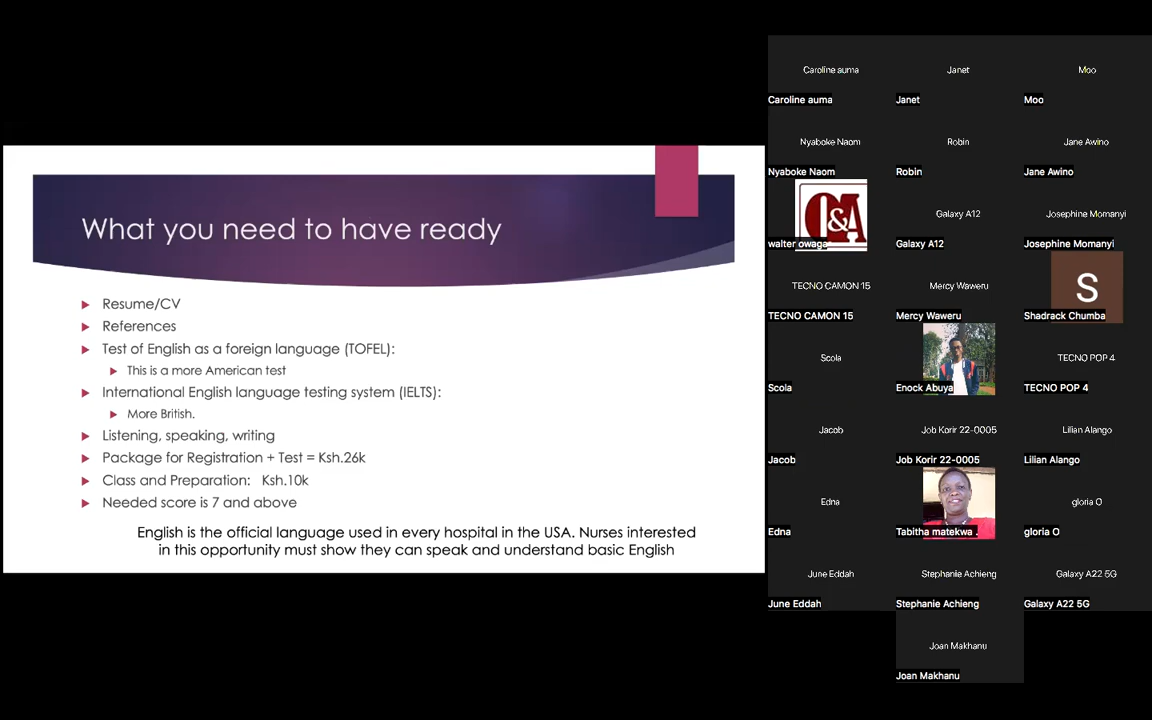 What you need to have ready
Resume/CV
References
Test of English as a foreign language (TOFEL):
This is a more American test
International English language testing system (IELTS):
More British.
Listening, speaking, writing
Package for Registration + Test = Ksh.26k
Class and Preparation: Ksh.10k
Needed score is 7 and above
English is the official language used in every hospital in the USA. Nurses interested
in this opportunity must show they can speak and understand basic English
Caroline auma
Caroline auma
Janet
Janet
Moo
Moo
Nyaboke Naom
Nyaboke Naom
Robin
Robin
Jane Awino
Jane Awino
O&A
walter owaga
Galaxy A12
Galaxy A12
Josephine Momanyi
Josephine Momanyi
TECNO CAMON 15
TECNO CAMON 15
Mercy Waweru
Mercy Waweru
S
Shadrack Chumba
Scola
Scola
Enock Abuya
TECNO POP 4
TECNO POP 4
Jacob
Jacob
Job Korir 22-0005
Job Korir 22-0005
Lilian Alango
Lilian Alango
Edna
Edna
Tabitha matekwa .
gloria O
gloria O
June Eddah
June Eddah
Stephanie Achieng
Stephanie Achieng
Galaxy A22 5G
Galaxy A22 5G
Joan Makhanu
Joan Makhanu